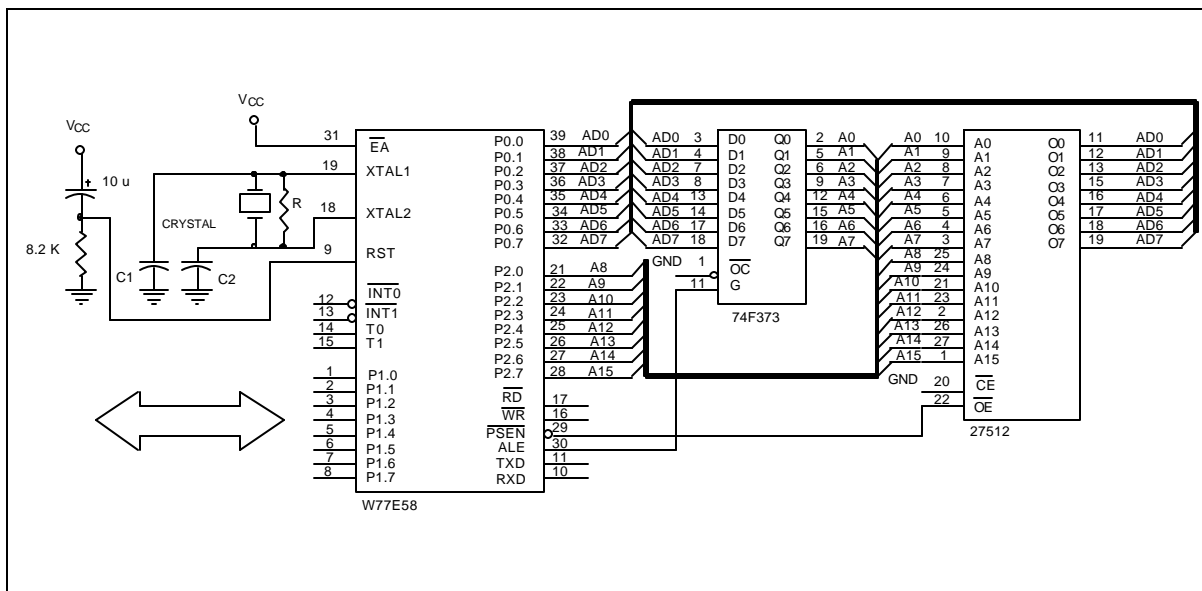 VCC
10 u
8.2 K
C1
C2
CRYSTAL
R
VCC
31 EA
19 XTAL1
18 XTAL2
9 RST
12 INT0
13 INT1
14 T0
15 T1
1 P1.0
2 P1.1
3 P1.2
4 P1.3
5 P1.4
6 P1.5
7 P1.6
8 P1.7
P0.0 39 AD0
P0.1 38 AD1
P0.2 37 AD2
P0.3 36 AD3
P0.4 35 AD4
P0.5 34 AD5
P0.6 33 AD6
P0.7 32 AD7
P2.0 21 A8
P2.1 22 A9
P2.2 23 A10
P2.3 24 A11
P2.4 25 A12
P2.5 26 A13
P2.6 27 A14
P2.7 28 A15
RD 17
WR 16
PSEN 29
ALE 30
TXD 11
RXD 10
W77E58
AD0 3 D0 Q0 2 A0
AD1 4 D1 Q1 5 A1
AD2 7 D2 Q2 6 A2
AD3 8 D3 Q3 9 A3
AD4 13 D4 Q4 12 A4
AD5 14 D5 Q5 15 A5
AD6 17 D6 Q6 16 A6
AD7 18 D7 Q7 19 A7
GND 1 OC
11 G
74F373
A0 10 A0 O0 11 AD0
A1 9 A1 O1 12 AD1
A2 8 A2 O2 13 AD2
A3 7 A3 O3 15 AD3
A4 6 A4 O4 16 AD4
A5 5 A5 O5 17 AD5
A6 4 A6 O6 18 AD6
A7 3 A7 O7 19 AD7
A8 25 A8
A9 24 A9
A10 21 A10
A11 23 A11
A12 2 A12
A13 26 A13
A14 27 A14
A15 1 A15
GND 20 CE
22 OE
27512